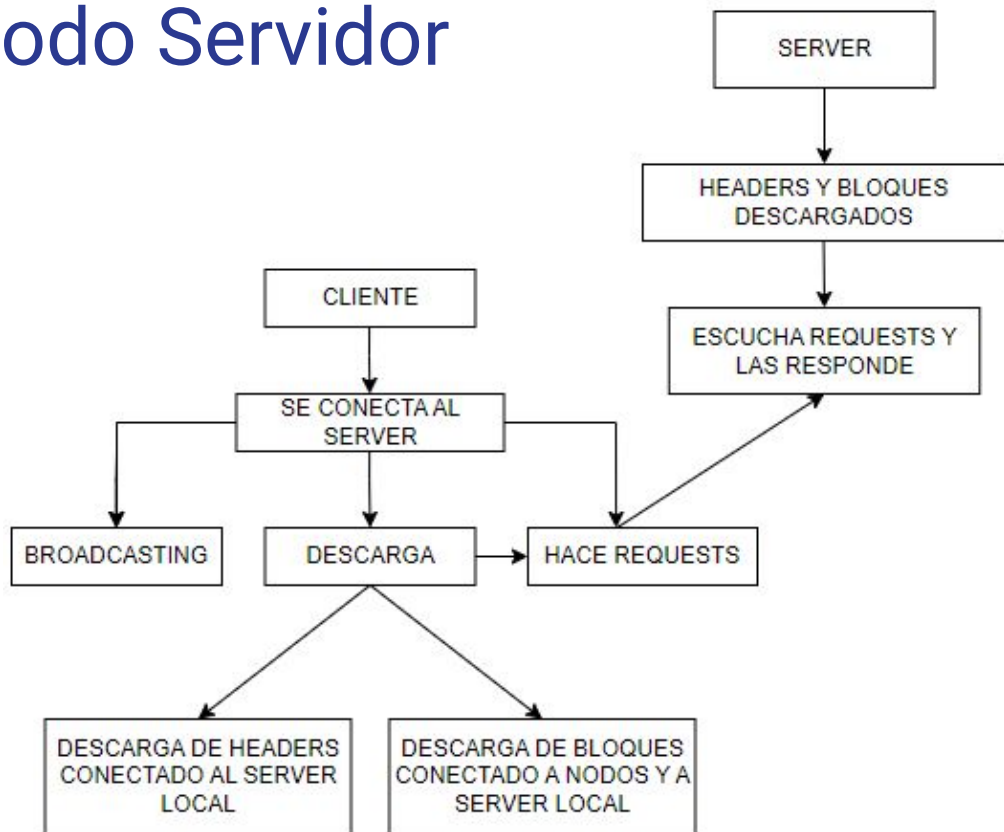 odo Servidor
SERVER
HEADERS Y BLOQUES
DESCARGADOS
ESCUCHA REQUESTS Y
LAS RESPONDE
CLIENTE
SE CONECTA AL
SERVER
BROADCASTING
DESCARGA
HACE REQUESTS
DESCARGA DE HEADERS
CONECTADO AL SERVER
LOCAL
DESCARGA DE BLOQUES
CONECTADO A NODOS Y A
SERVER LOCAL